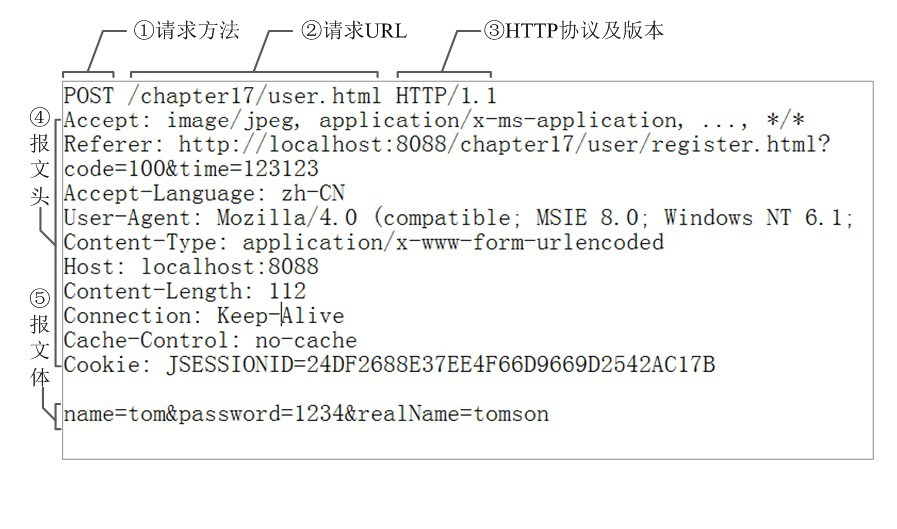 ①请求方法
②请求URL
③HTTP协议及版本
POST /chapter17/user.html HTTP/1.1
④报文头
Accept: image/jpeg, application/x-ms-application, ..., */*
Referer: http://localhost:8088/chapter17/user/register.html?
code=100&time=123123
Accept-Language: zh-CN
User-Agent: Mozilla/4.0 (compatible; MSIE 8.0; Windows NT 6.1;
Content-Type: application/x-www-form-urlencoded
Host: localhost:8088
Content-Length: 112
Connection: Keep-Alive
Cache-Control: no-cache
Cookie: JSESSIONID=24DF2688E37EE4F66D9669D2542AC17B
⑤报文体
name=tom&password=1234&realName=tomson